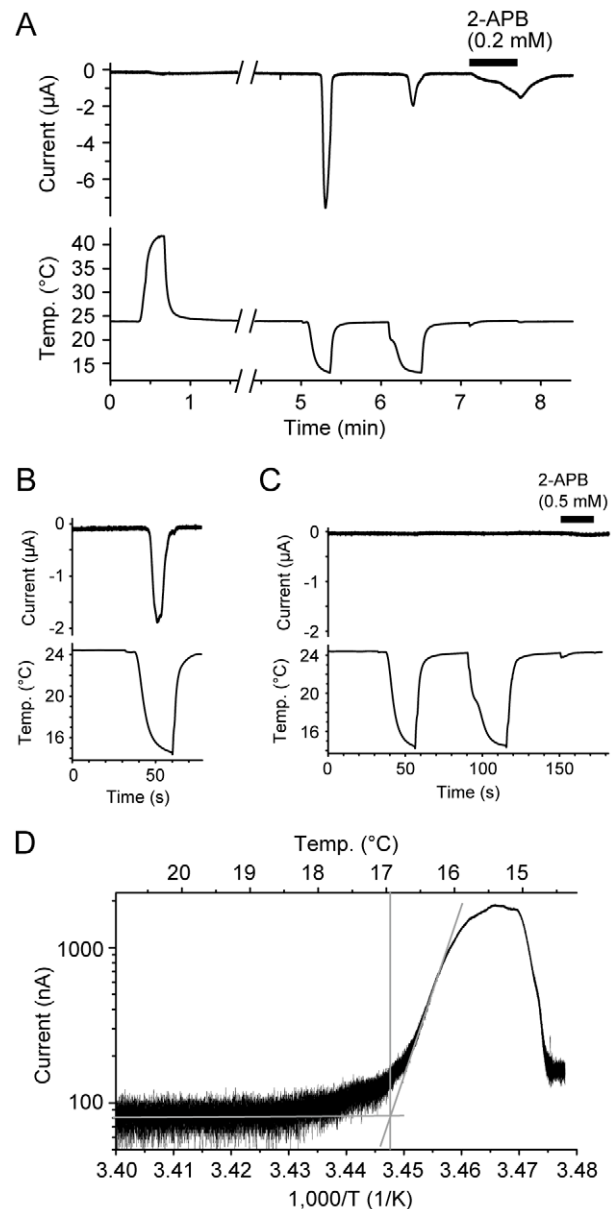 A
2-APB
(0.2 mM)
0
-2
-4
-6
Current (µA)
40
35
30
25
20
15
Temp. (°C)
0
1
5
6
7
8
Time (min)
B
0
-1
-2
Current (µA)
24
20
16
Temp. (°C)
0
50
Time (s)
C
2-APB
(0.5 mM)
0
-1
-2
Current (µA)
24
20
16
Temp. (°C)
0
50
100
150
Time (s)
D
Temp. (°C)
20
19
18
17
16
15
1000
100
Current (nA)
3.40
3.41
3.42
3.43
3.44
3.45
3.46
3.47
3.48
1,000/T (1/K)